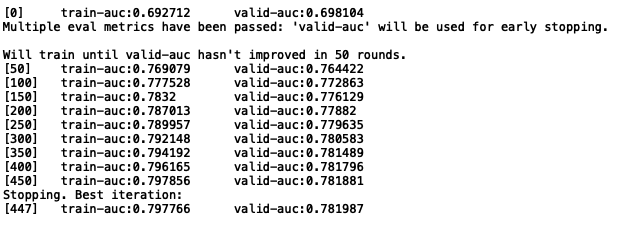 [0] train-auc:0.692712 valid-auc:0.698104
Multiple eval metrics have been passed: 'valid-auc' will be used for early stopping.
Will train until valid-auc hasn't improved in 50 rounds.
[50] train-auc:0.769079 valid-auc:0.764422
[100] train-auc:0.777528 valid-auc:0.772863
[150] train-auc:0.7832 valid-auc:0.776129
[200] train-auc:0.787013 valid-auc:0.77882
[250] train-auc:0.789957 valid-auc:0.779635
[300] train-auc:0.792148 valid-auc:0.780583
[350] train-auc:0.794192 valid-auc:0.781489
[400] train-auc:0.796165 valid-auc:0.781796
[450] train-auc:0.797856 valid-auc:0.781881
Stopping. Best iteration:
[447] train-auc:0.797766 valid-auc:0.781987